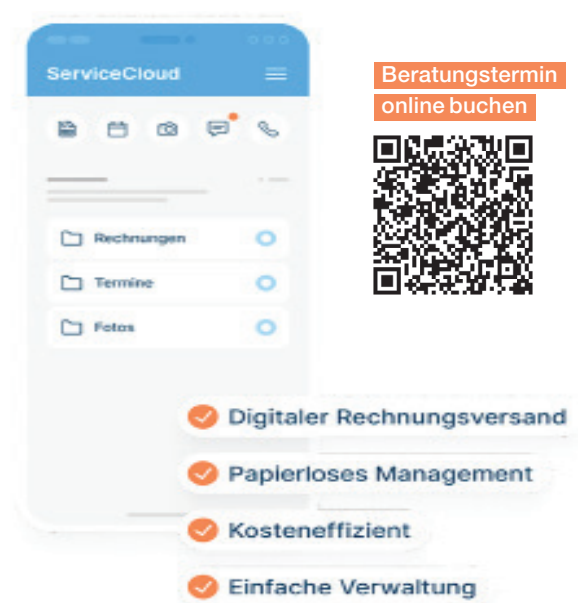 ServiceCloud
Beratungstermin
online buchen
Rechnungen
Termine
Fotos
Digitaler Rechnungsversand
Papierloses Management
Kosteneffizient
Einfache Verwaltung